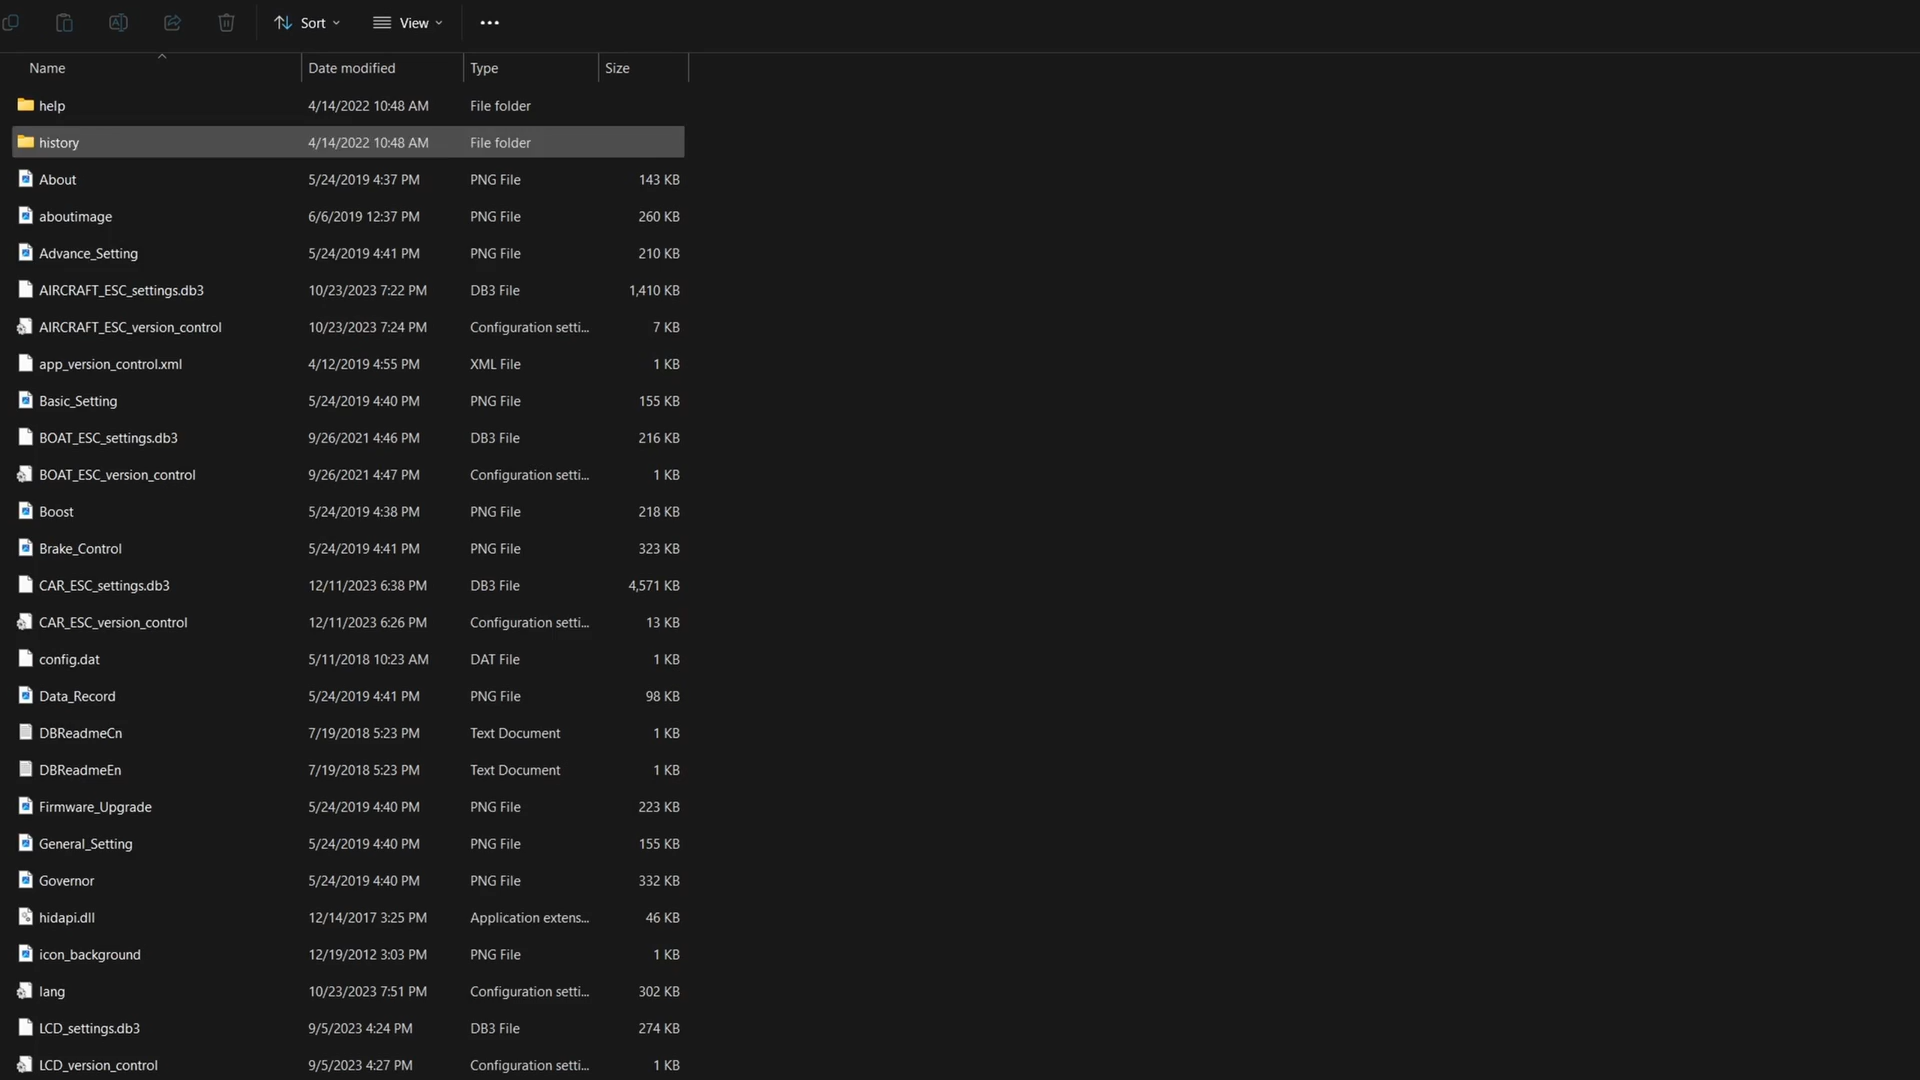 Sort View •••
Name Date modified Type Size
help 4/14/2022 10:48 AM File folder
history 4/14/2022 10:48 AM File folder
About 5/24/2019 4:37 PM PNG File 143 KB
aboutimage 6/6/2019 12:37 PM PNG File 260 KB
Advance_Setting 5/24/2019 4:41 PM PNG File 210 KB
AIRCRAFT_ESC_settings.db3 10/23/2023 7:22 PM DB3 File 1,410 KB
AIRCRAFT_ESC_version_control 10/23/2023 7:24 PM Configuration setti... 7 KB
app_version_control.xml 4/12/2019 4:55 PM XML File 1 KB
Basic_Setting 5/24/2019 4:40 PM PNG File 155 KB
BOAT_ESC_settings.db3 9/26/2021 4:46 PM DB3 File 216 KB
BOAT_ESC_version_control 9/26/2021 4:47 PM Configuration setti... 1 KB
Boost 5/24/2019 4:38 PM PNG File 218 KB
Brake_Control 5/24/2019 4:41 PM PNG File 323 KB
CAR_ESC_settings.db3 12/11/2023 6:38 PM DB3 File 4,571 KB
CAR_ESC_version_control 12/11/2023 6:26 PM Configuration setti... 13 KB
config.dat 5/11/2018 10:23 AM DAT File 1 KB
Data_Record 5/24/2019 4:41 PM PNG File 98 KB
DBReadmeCn 7/19/2018 5:23 PM Text Document 1 KB
DBReadmeEn 7/19/2018 5:23 PM Text Document 1 KB
Firmware_Upgrade 5/24/2019 4:40 PM PNG File 223 KB
General_Setting 5/24/2019 4:40 PM PNG File 155 KB
Governor 5/24/2019 4:40 PM PNG File 332 KB
hidapi.dll 12/14/2017 3:25 PM Application extens... 46 KB
icon_background 12/19/2012 3:03 PM PNG File 1 KB
lang 10/23/2023 7:51 PM Configuration setti... 302 KB
LCD_settings.db3 9/5/2023 4:24 PM DB3 File 274 KB
LCD_version_control 9/5/2023 4:27 PM Configuration setti... 1 KB